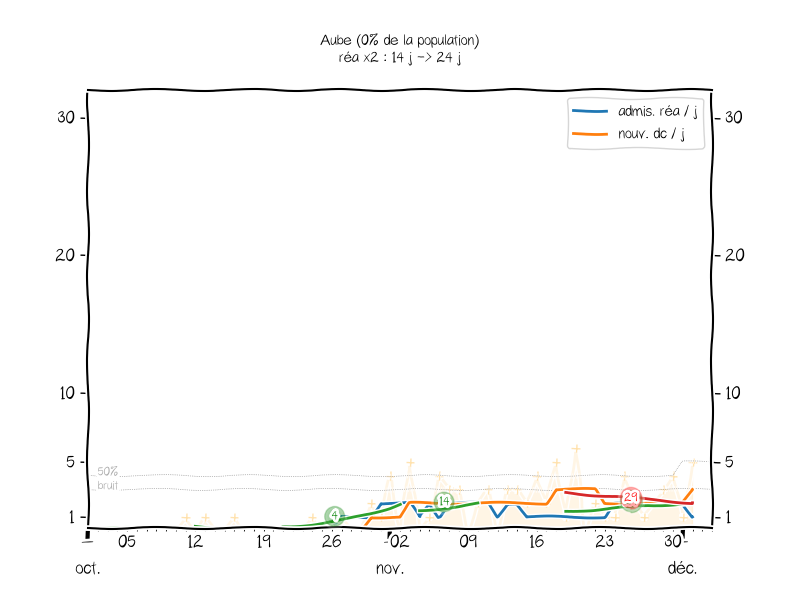 Aube (0% de la population)
réa x2 : 14 j -> 24 j
admis. réa / j
nouv. dc / j
30
30
20
20
10
10
5
5
50%
bruit
14
29
4
1
1
05 12 19 26 02 09 16 23 30
oct. nov. déc.